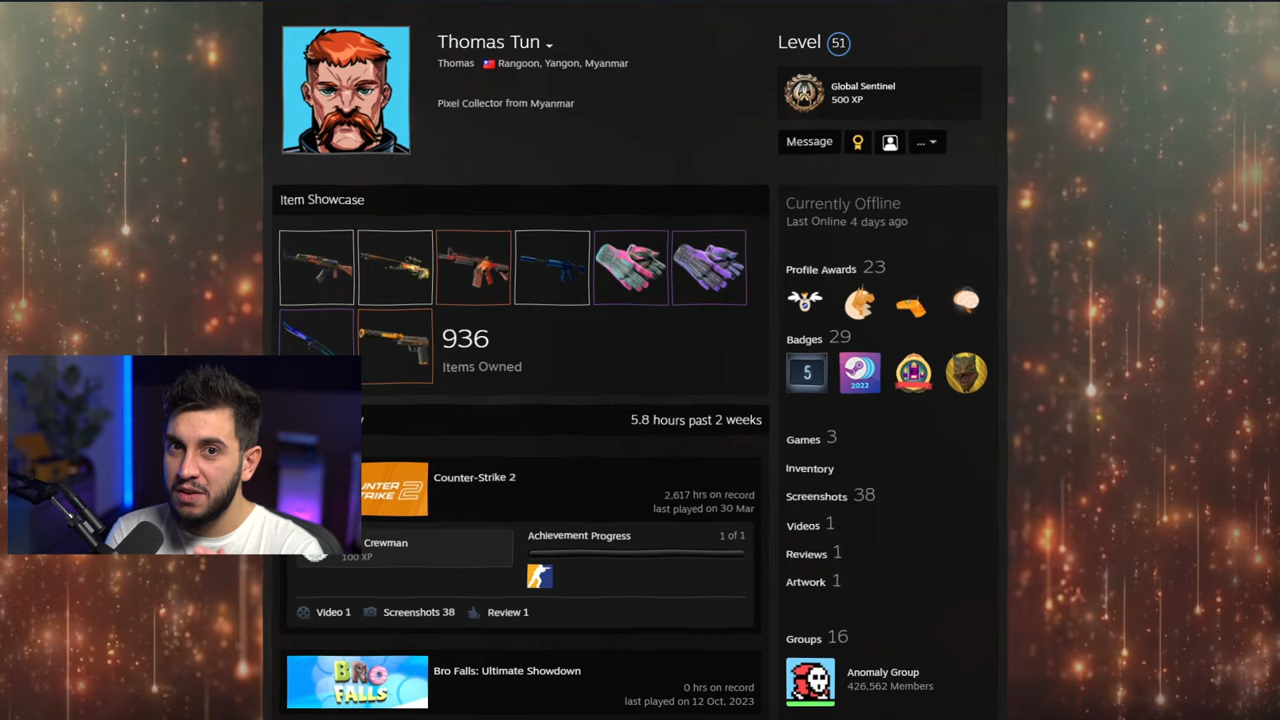 Thomas Tun
Thomas Rangoon, Yangon, Myanmar
Pixel Collector from Myanmar
Level 51
Global Sentinel
500 XP
Message
...
Item Showcase
936
Items Owned
5.8 hours past 2 weeks
Counter-Strike 2
2,617 hrs on record
last played on 30 Mar
Crewman
100 XP
Achievement Progress 1 of 1
Video 1 Screenshots 38 Review 1
BRO
FALLS
Bro Falls: Ultimate Showdown
0 hrs on record
last played on 12 Oct, 2023
Currently Offline
Last Online 4 days ago
Profile Awards 23
Badges 29
5
2022
Games 3
Inventory
Screenshots 38
Videos 1
Reviews 1
Artwork 1
Groups 16
Anomaly Group
426,562 Members